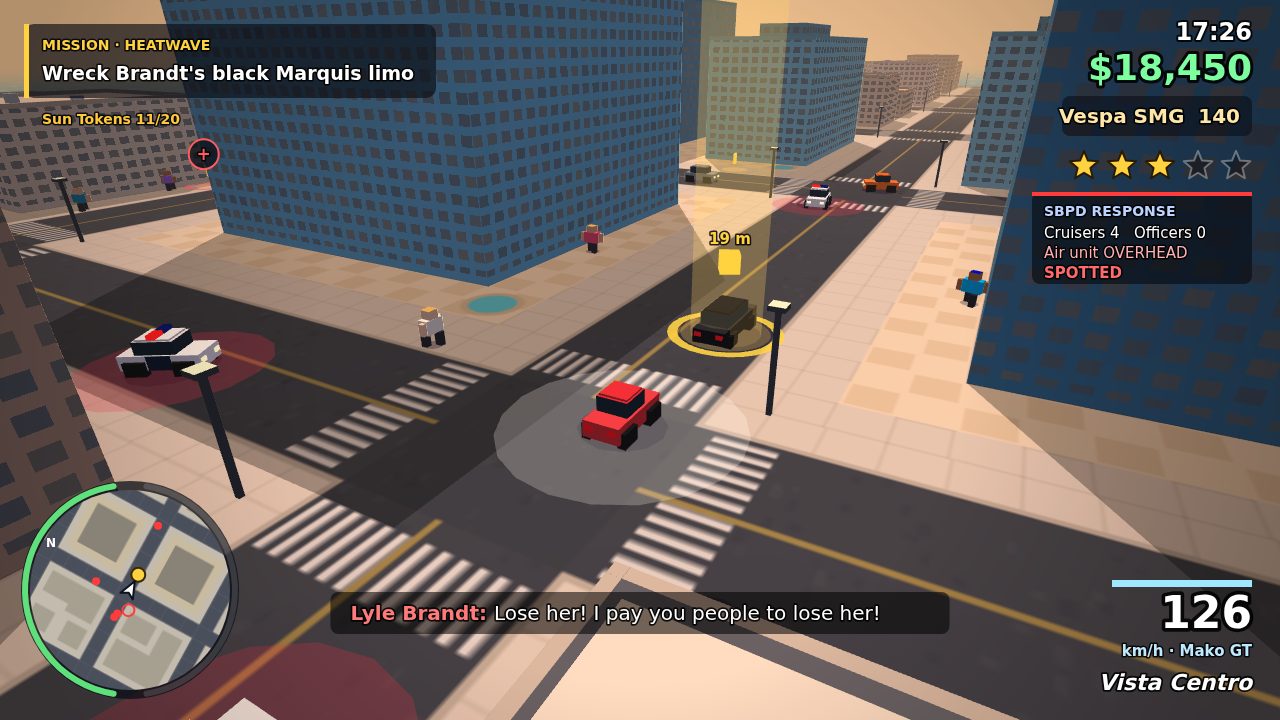 MISSION · HEATWAVE
Wreck Brandt's black Marquis limo
Sun Tokens 11/20
17:26
$18,450
Vespa SMG 140
SBPD RESPONSE
Cruisers 4 Officers 0
Air unit OVERHEAD
SPOTTED
19 m
N
Lyle Brandt: Lose her! I pay you people to lose her!
126
km/h · Mako GT
Vista Centro